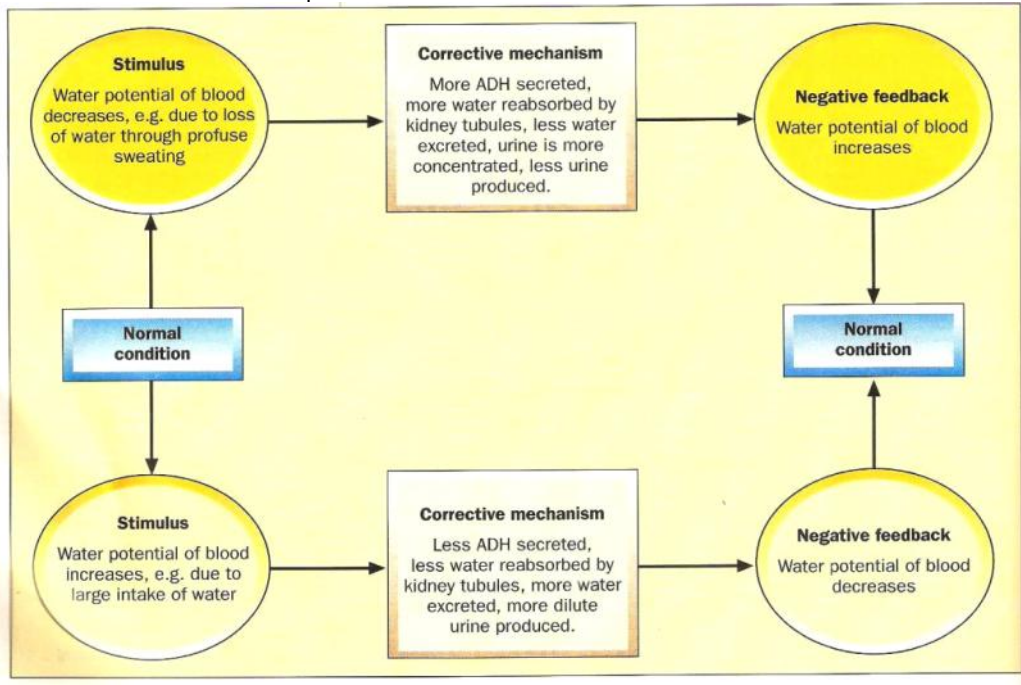 Stimulus
Water potential of blood
decreases, e.g. due to loss
of water through profuse
sweating
Corrective mechanism
More ADH secreted,
more water reabsorbed by
kidney tubules, less water
excreted, urine is more
concentrated, less urine
produced.
Negative feedback
Water potential of blood
increases
Normal
condition
Normal
condition
Stimulus
Water potential of blood
increases, e.g. due to
large intake of water
Corrective mechanism
Less ADH secreted,
less water reabsorbed by
kidney tubules, more water
excreted, more dilute
urine produced.
Negative feedback
Water potential of blood
decreases